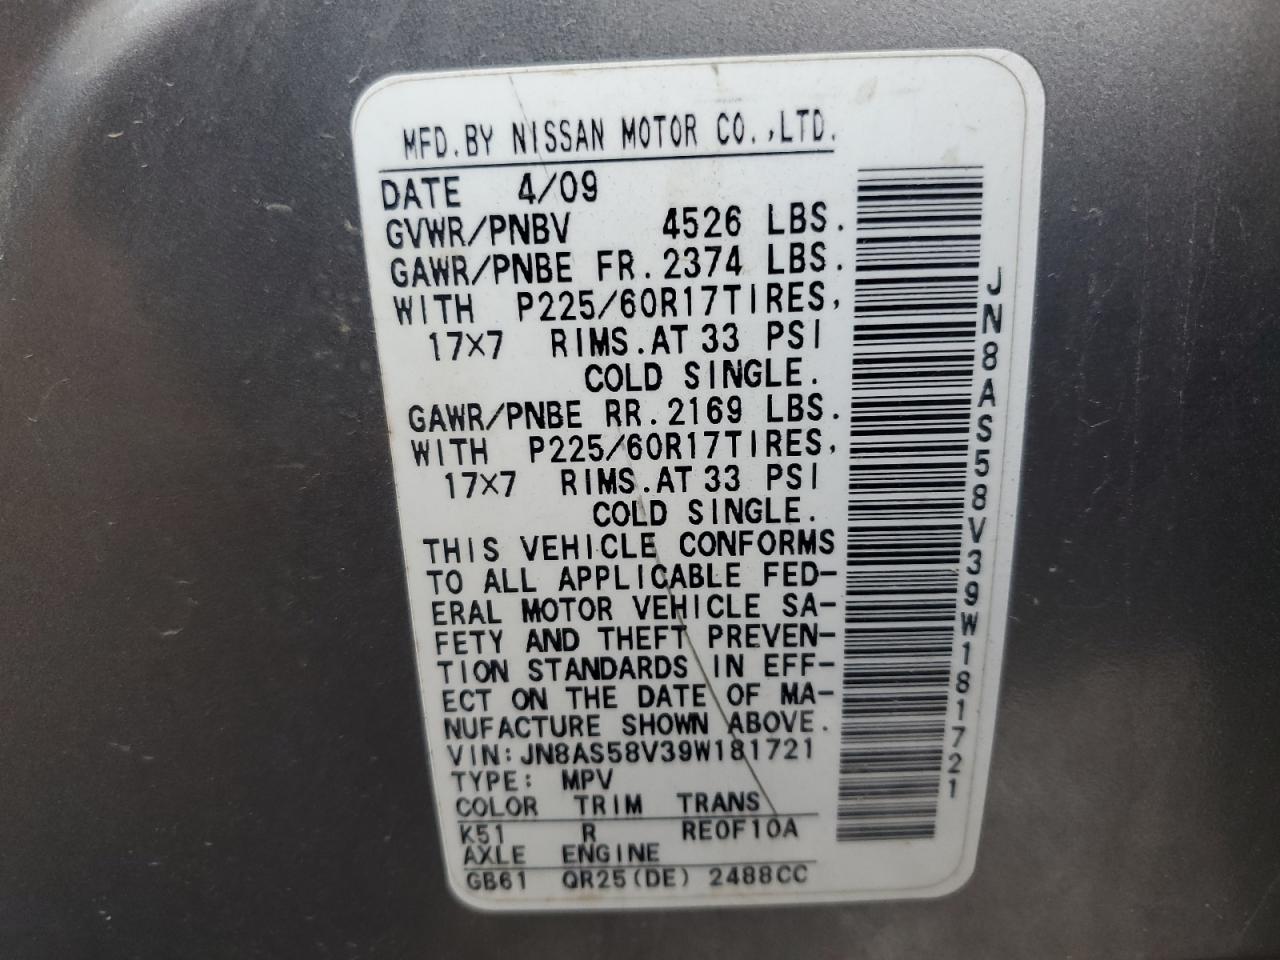 MFD.BY NISSAN MOTOR CO.,LTD.
DATE 4/09
GVWR/PNBV 4526 LBS.
GAWR/PNBE FR.2374 LBS.
WITH P225/60R17TIRES,
17×7 RIMS.AT 33 PSI
COLD SINGLE.
GAWR/PNBE RR.2169 LBS.
WITH P225/60R17TIRES,
17×7 RIMS.AT 33 PSI
COLD SINGLE.
THIS VEHICLE CONFORMS
TO ALL APPLICABLE FED-
ERAL MOTOR VEHICLE SA-
FETY AND THEFT PREVEN-
TION STANDARDS IN EFF-
ECT ON THE DATE OF MA-
NUFACTURE SHOWN ABOVE.
VIN:JN8AS58V39W181721
TYPE: MPV
COLOR TRIM TRANS
K51 R RE0F10A
AXLE ENGINE
GB61 QR25(DE) 2488CC
JN8AS58V39W181721